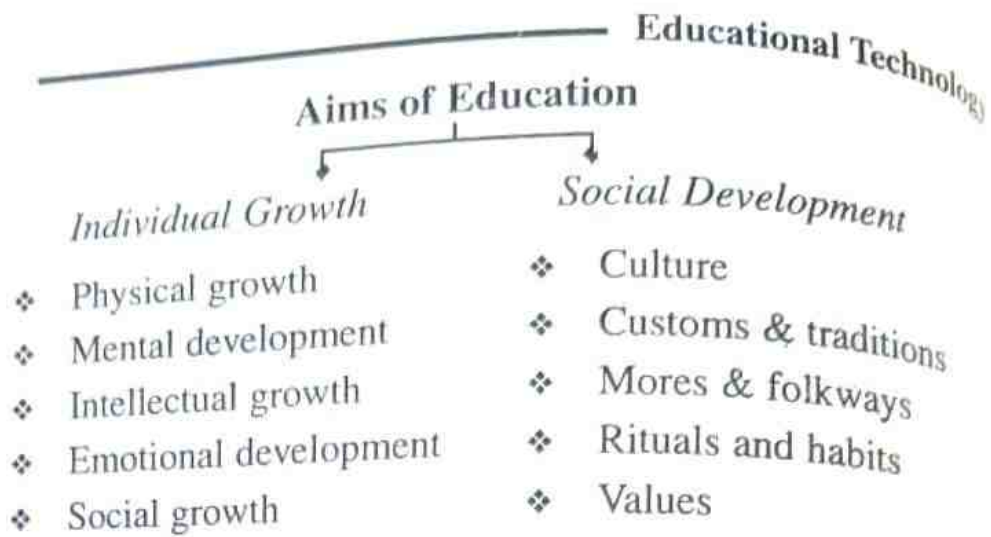 Educational Technology
Aims of Education
Individual Growth
❖ Physical growth
❖ Mental development
❖ Intellectual growth
❖ Emotional development
❖ Social growth
Social Development
❖ Culture
❖ Customs & traditions
❖ Mores & folkways
❖ Rituals and habits
❖ Values